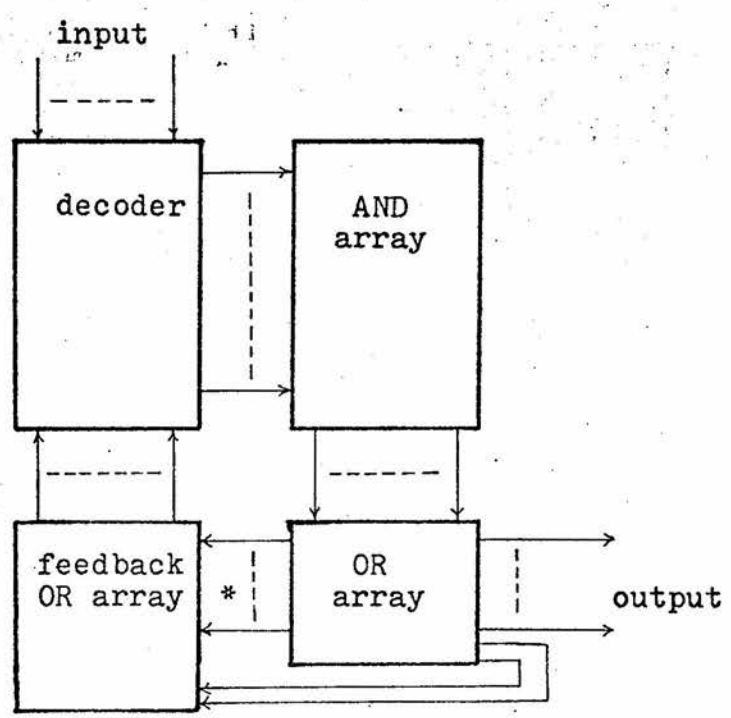 input
decoder
AND
array
feedback
OR array
*
OR
array
output